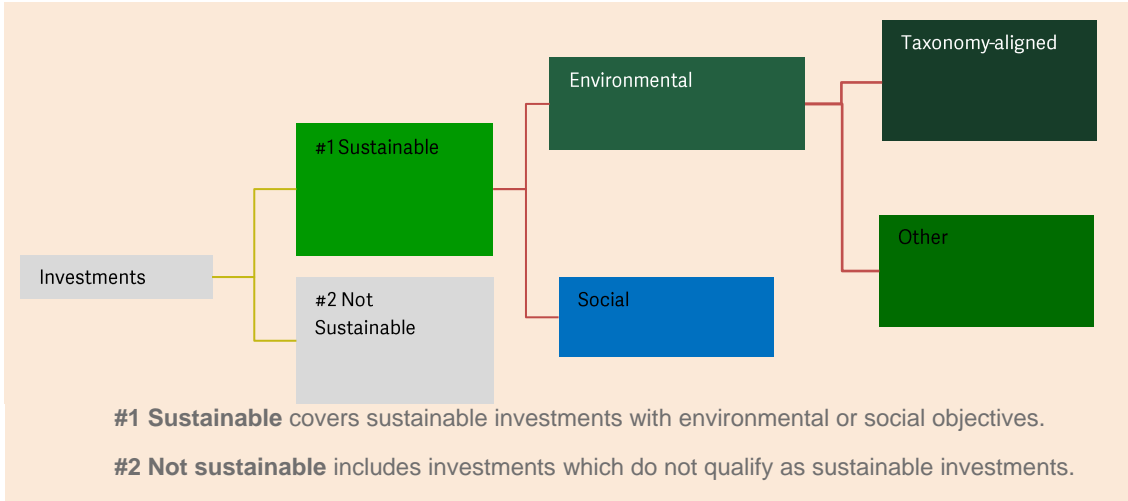 Taxonomy-aligned
Environmental
#1 Sustainable
Other
Investments
#2 Not
Sustainable
Social
#1 Sustainable covers sustainable investments with environmental or social objectives.
#2 Not sustainable includes investments which do not qualify as sustainable investments.